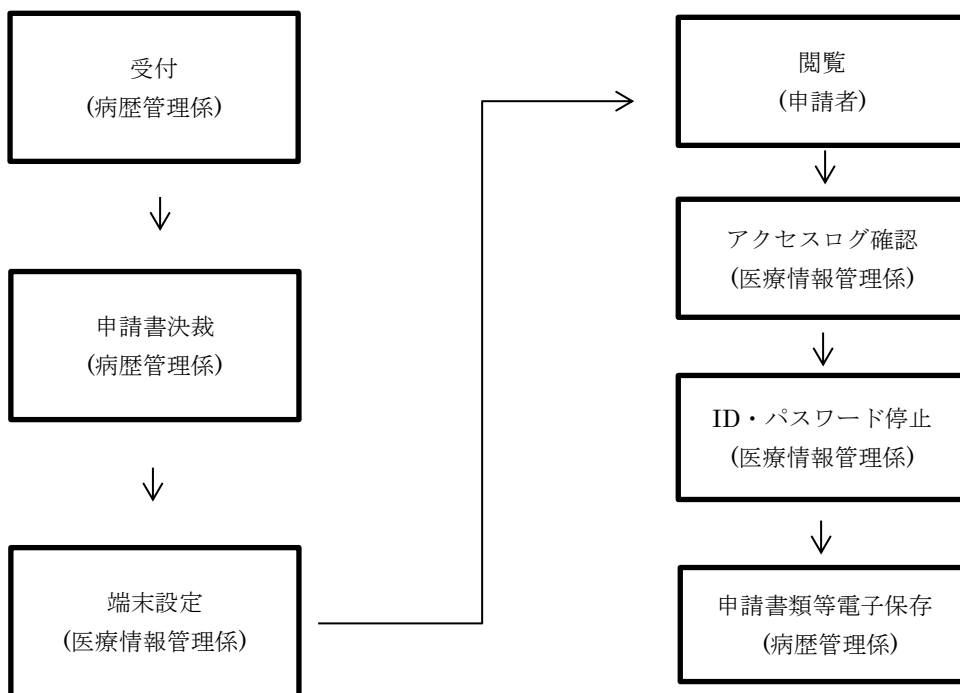 受付
(病歴管理係)
申請書決裁
(病歴管理係)
端末設定
(医療情報管理係)
閲覧
(申請者)
アクセスログ確認
(医療情報管理係)
ID・パスワード停止
(医療情報管理係)
申請書類等電子保存
(病歴管理係)